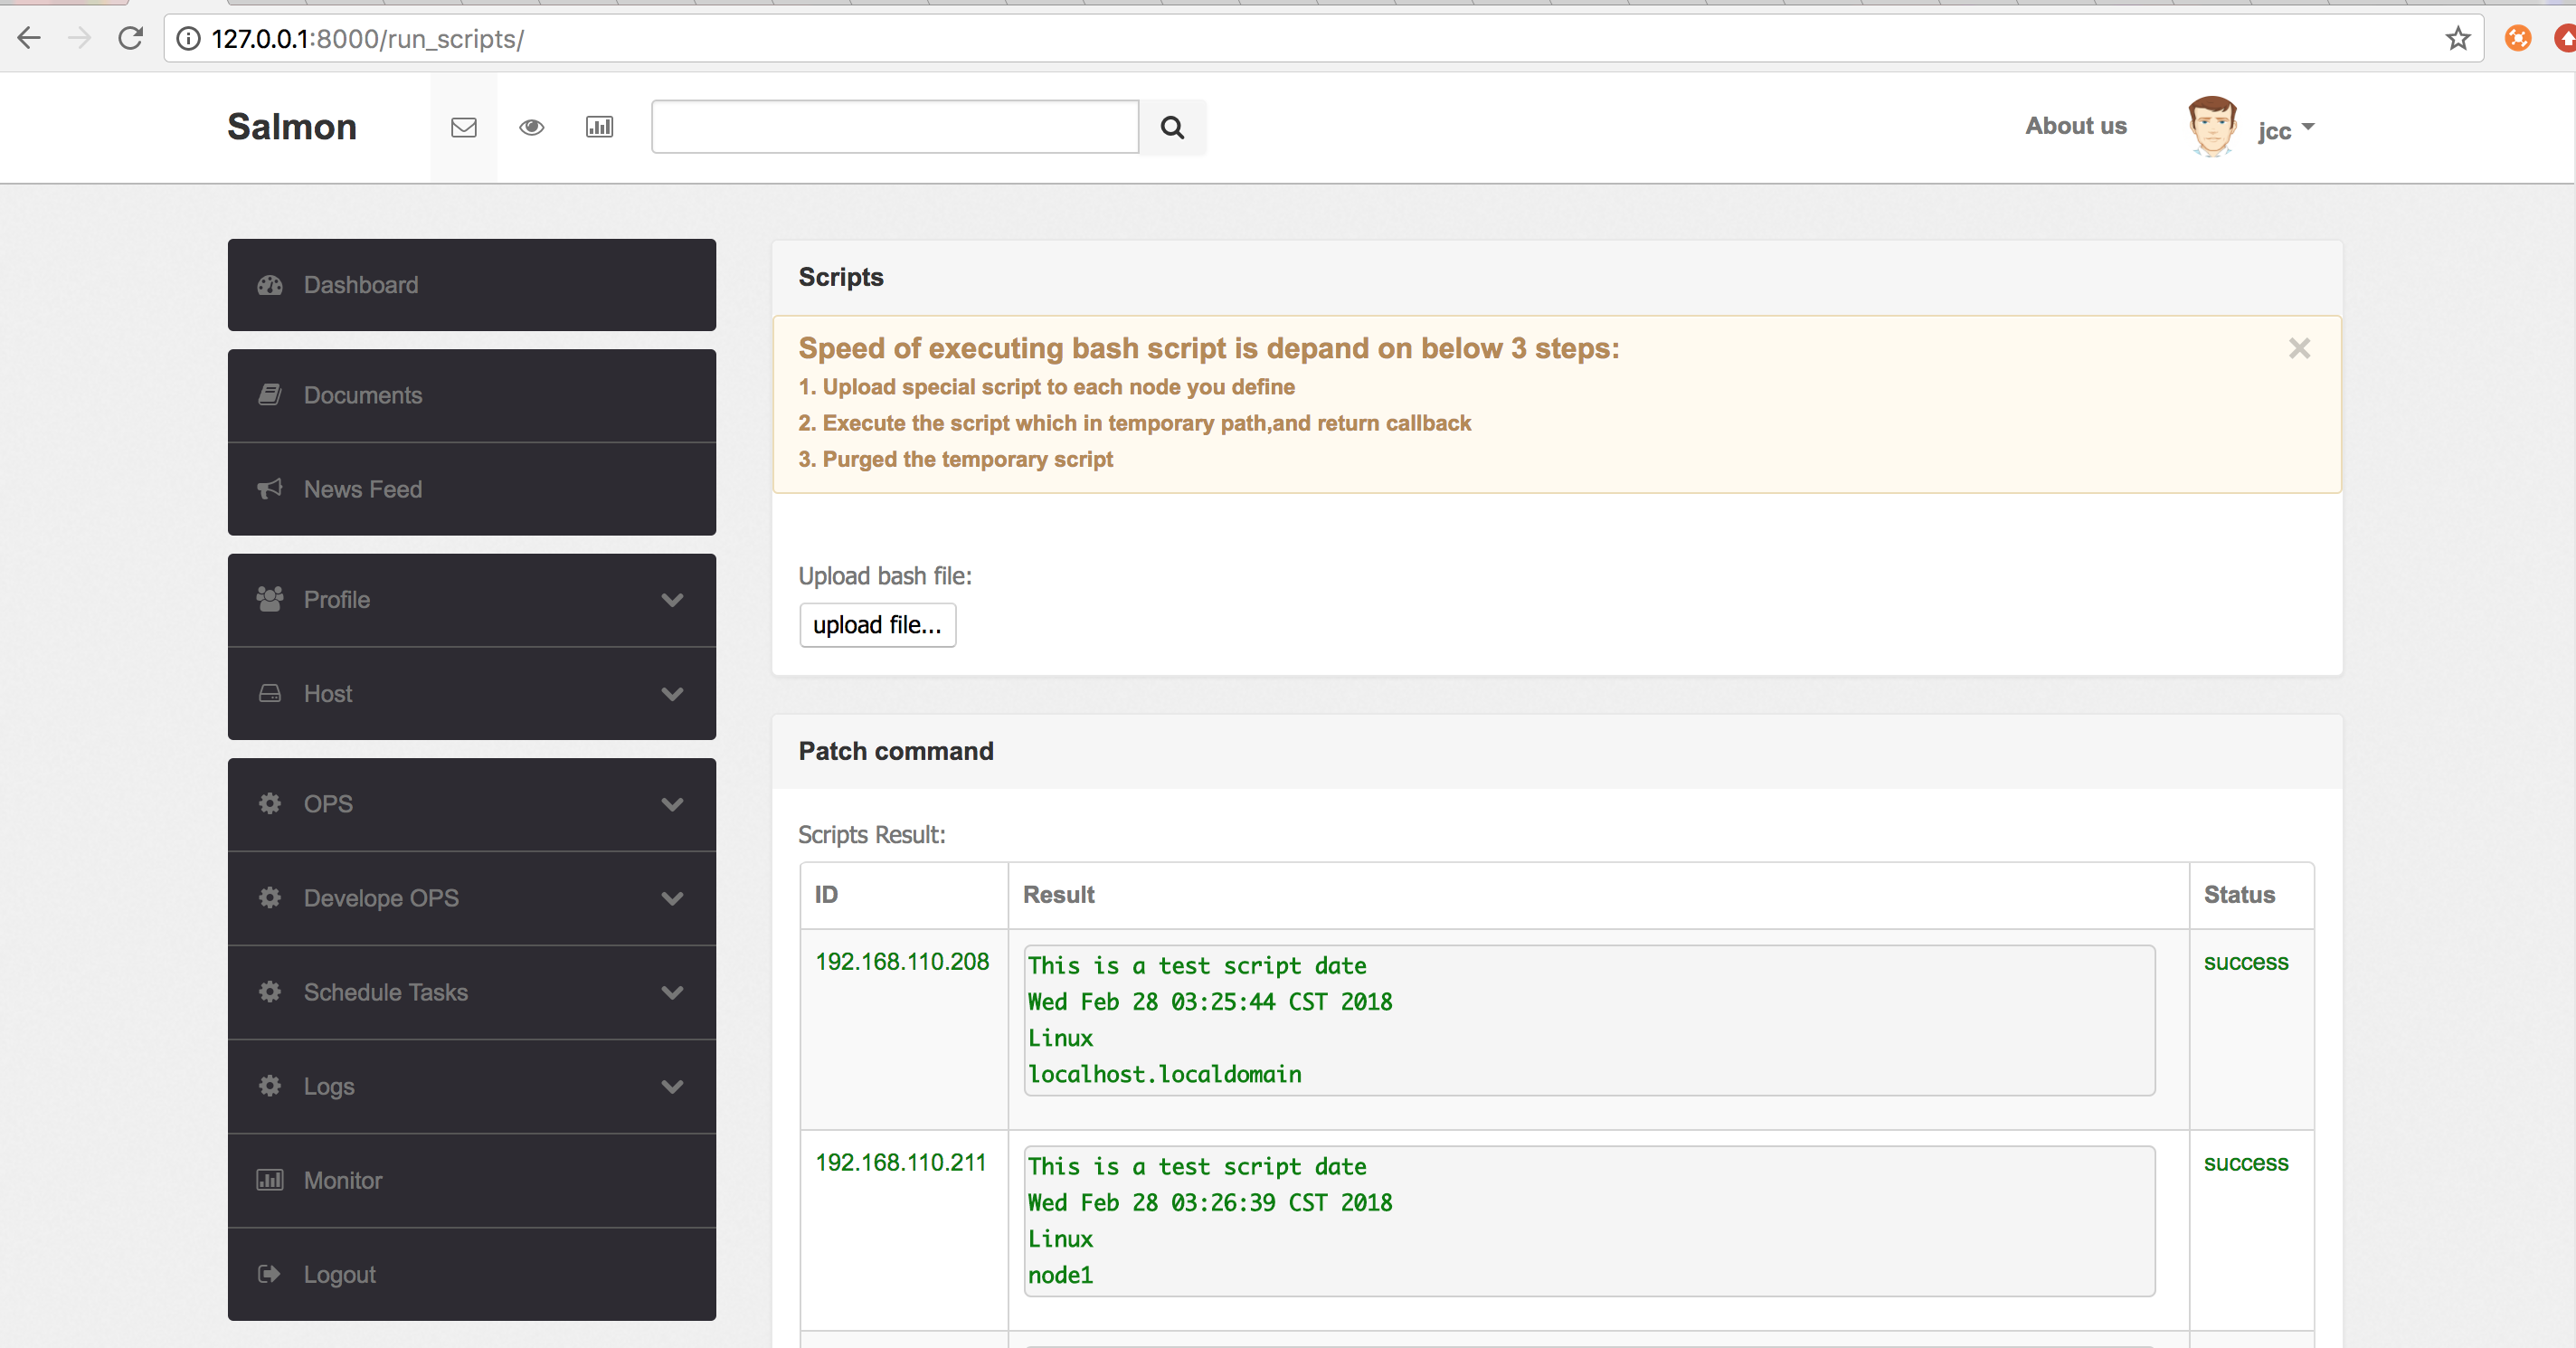 127.0.0.1:8000/run_scripts/
Salmon
About us
jcc
Dashboard
Documents
News Feed
Profile
Host
OPS
Develope OPS
Schedule Tasks
Logs
Monitor
Logout
Scripts
Speed of executing bash script is depand on below 3 steps:
1. Upload special script to each node you define
2. Execute the script which in temporary path,and return callback
3. Purged the temporary script
×
Upload bash file:
upload file...
Patch command
Scripts Result:
ID Result Status
192.168.110.208
This is a test script date
Wed Feb 28 03:25:44 CST 2018
Linux
localhost.localdomain
success
192.168.110.211
This is a test script date
Wed Feb 28 03:26:39 CST 2018
Linux
node1
success